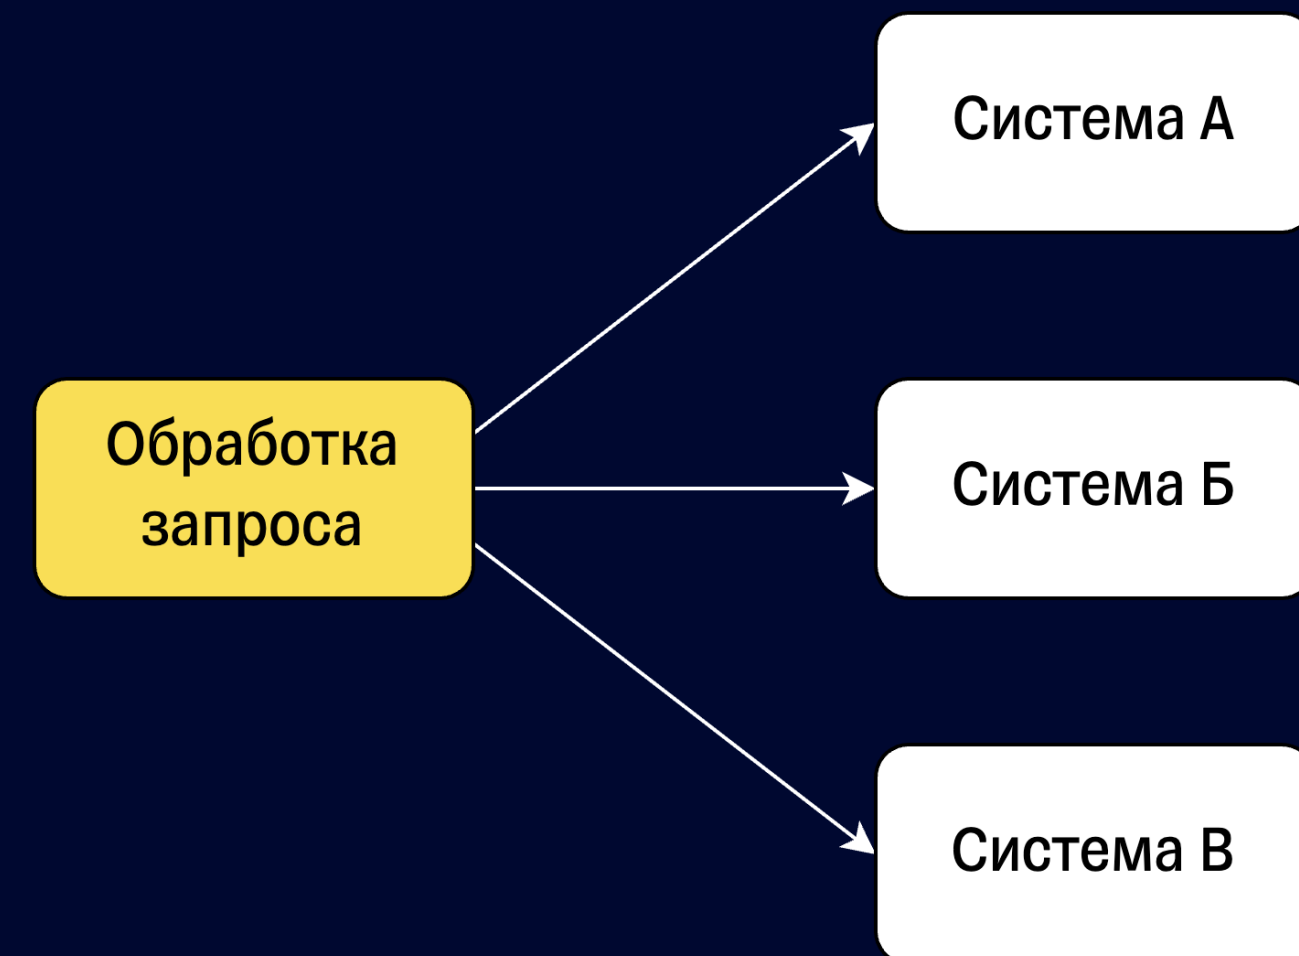 Система А
Обработка
запроса
Система Б
Система В